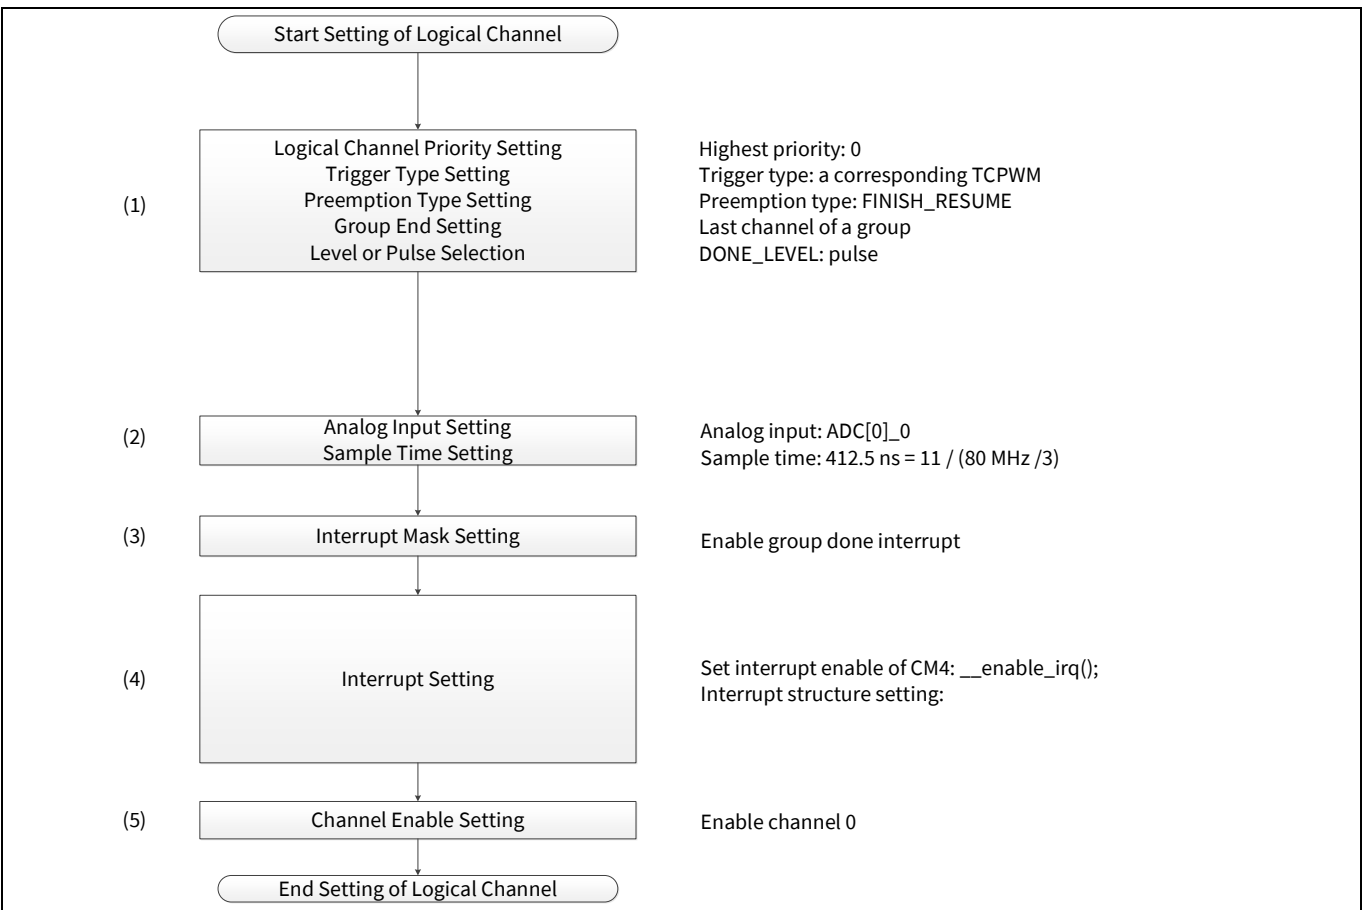 Start Setting of Logical Channel
(1)
Logical Channel Priority Setting
Trigger Type Setting
Preemption Type Setting
Group End Setting
Level or Pulse Selection
Highest priority: 0
Trigger type: a corresponding TCPWM
Preemption type: FINISH_RESUME
Last channel of a group
DONE_LEVEL: pulse
(2)
Analog Input Setting
Sample Time Setting
Analog input: ADC[0]_0
Sample time: 412.5 ns = 11 / (80 MHz /3)
(3)
Interrupt Mask Setting
Enable group done interrupt
(4)
Interrupt Setting
Set interrupt enable of CM4: __enable_irq();
Interrupt structure setting:
(5)
Channel Enable Setting
Enable channel 0
End Setting of Logical Channel